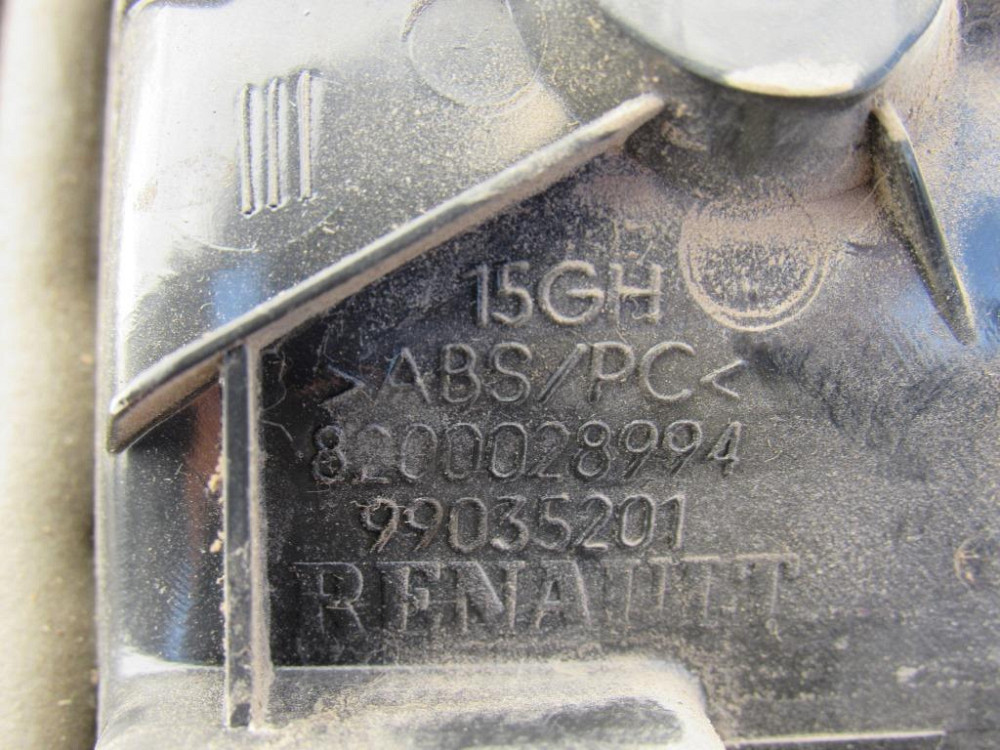 15GH
>ABS/PC<
8200028994
99035201
RENAULT